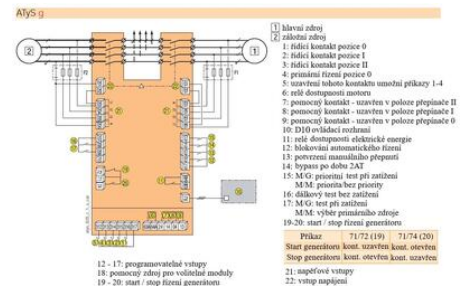 ATyS g
1 hlavní zdroj
2 záložní zdroj
1: řídící kontakt pozice 0
2: řídící kontakt pozice I
3: řídící kontakt pozice II
4: primární řízení pozice 0
5: uzavření tohoto kontaktu umožní příkazy 1-4
6: relé dostupnosti motoru
7: pomocný kontakt - uzavřen v poloze přepínače II
8: pomocný kontakt - uzavřen v poloze přepínače I
9: pomocný kontakt - uzavřen v poloze přepínače 0
10: D10 ovládací rozhraní
11: relé dostupnosti elektrické energie
12: blokování automatického řízení
13: potvrzení manuálního přepnutí
14: bypass po dobu 2AT
15: M/G: prioritní test při zatížení
M/M: priorita/bez priority
16: dálkový test bez zatížení
17: M/G: test při zatížení
M/M: výběr primárního zdroje
19-20: start / stop řízení generátoru
Příkaz 71/72 (19) 71/74 (20)
Start generátoru kont. uzavřen kont. otevřen
Stop generátoru kont. otevřen kont. uzavřen
21: napěťové vstupy
22: vstup napájení
12 - 17: programovatelné vstupy
18: pomocný zdroj pro volitelné moduly
19 - 20: start / stop řízení generátoru